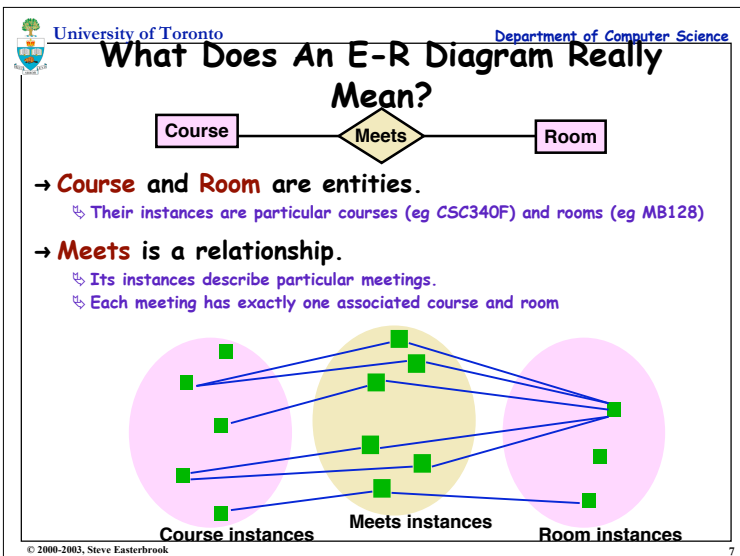 University of Toronto
Department of Computer Science
What Does An E-R Diagram Really
Mean?
Course
Meets
Room
→ Course and Room are entities.
Their instances are particular courses (eg CSC340F) and rooms (eg MB128)
→ Meets is a relationship.
Its instances describe particular meetings.
Each meeting has exactly one associated course and room
Course instances
Meets instances
Room instances
© 2000-2003, Steve Easterbrook
7